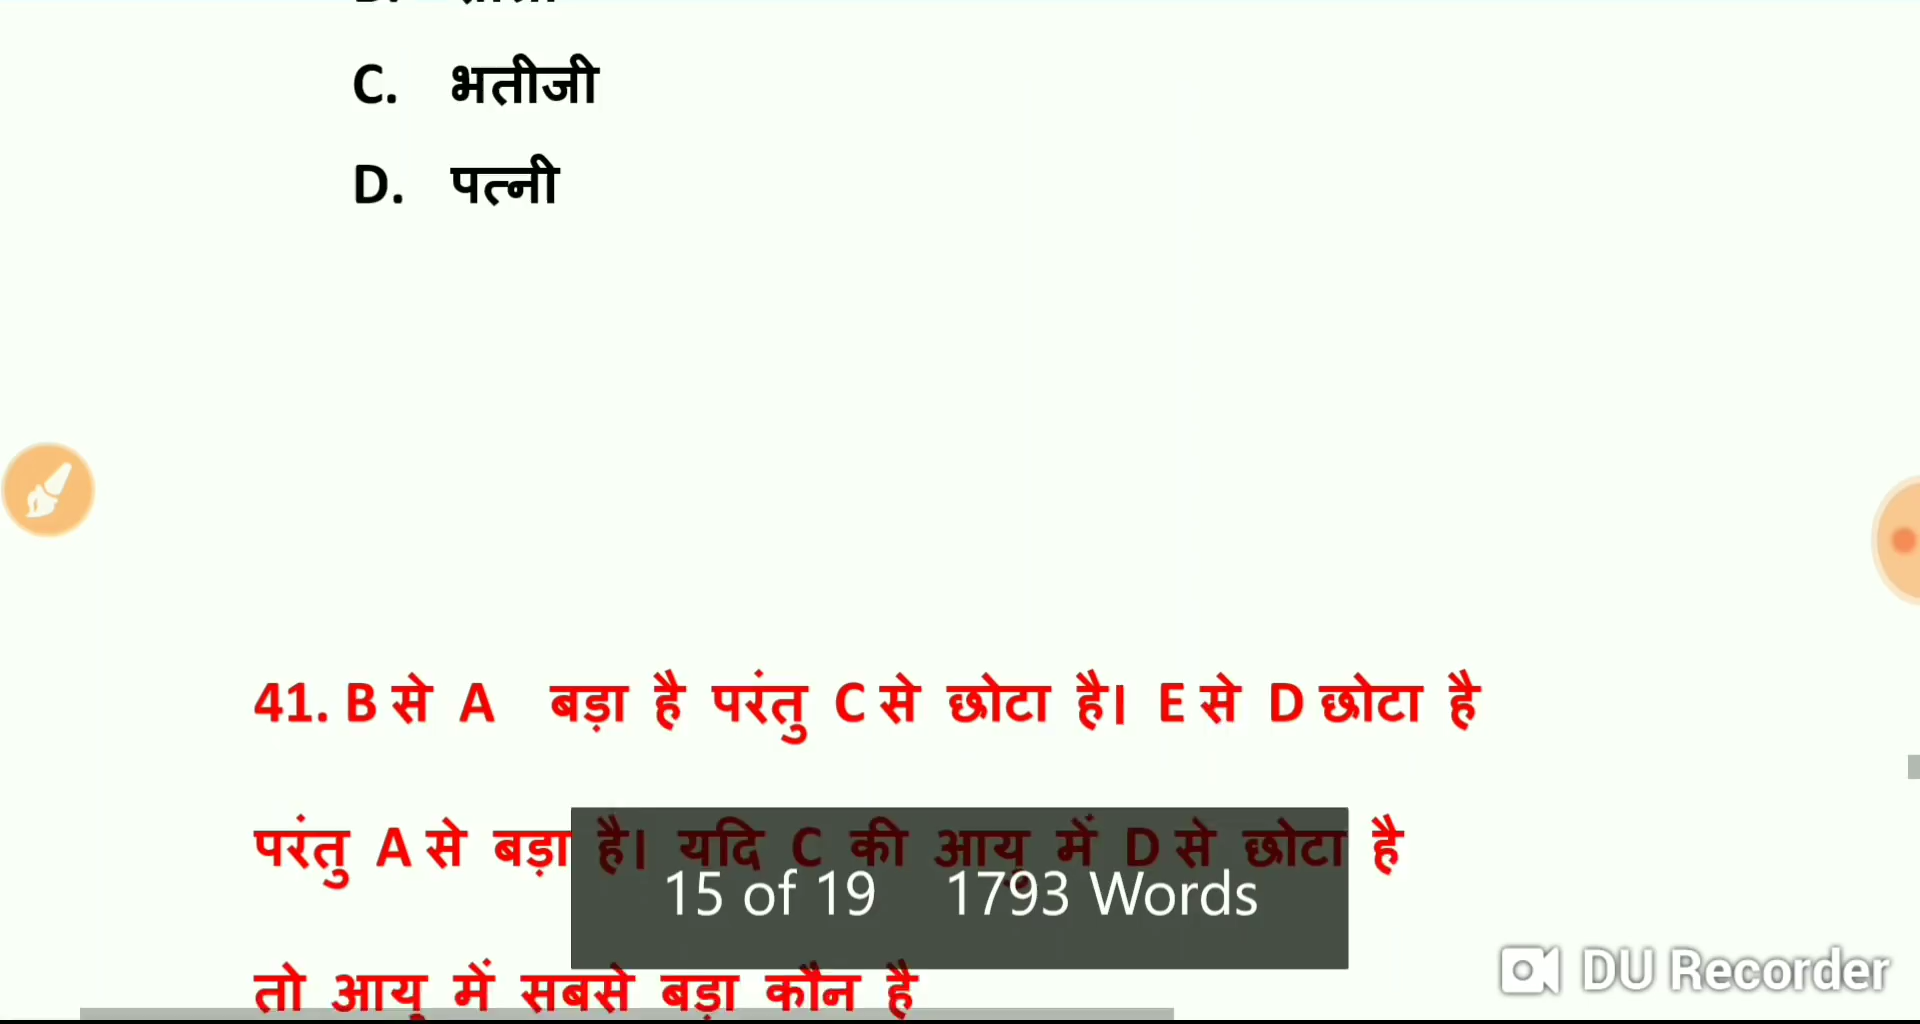 C. भतीजी
D. पत्नी
41. B से A बड़ा है परंतु C से छोटा है। E से D छोटा है
परंतु A से बड़ा है। यदि C की आयु में D से छोटा है
15 of 19 1793 Words
तो आयु में सबसे बड़ा कौन है
DU Recorder